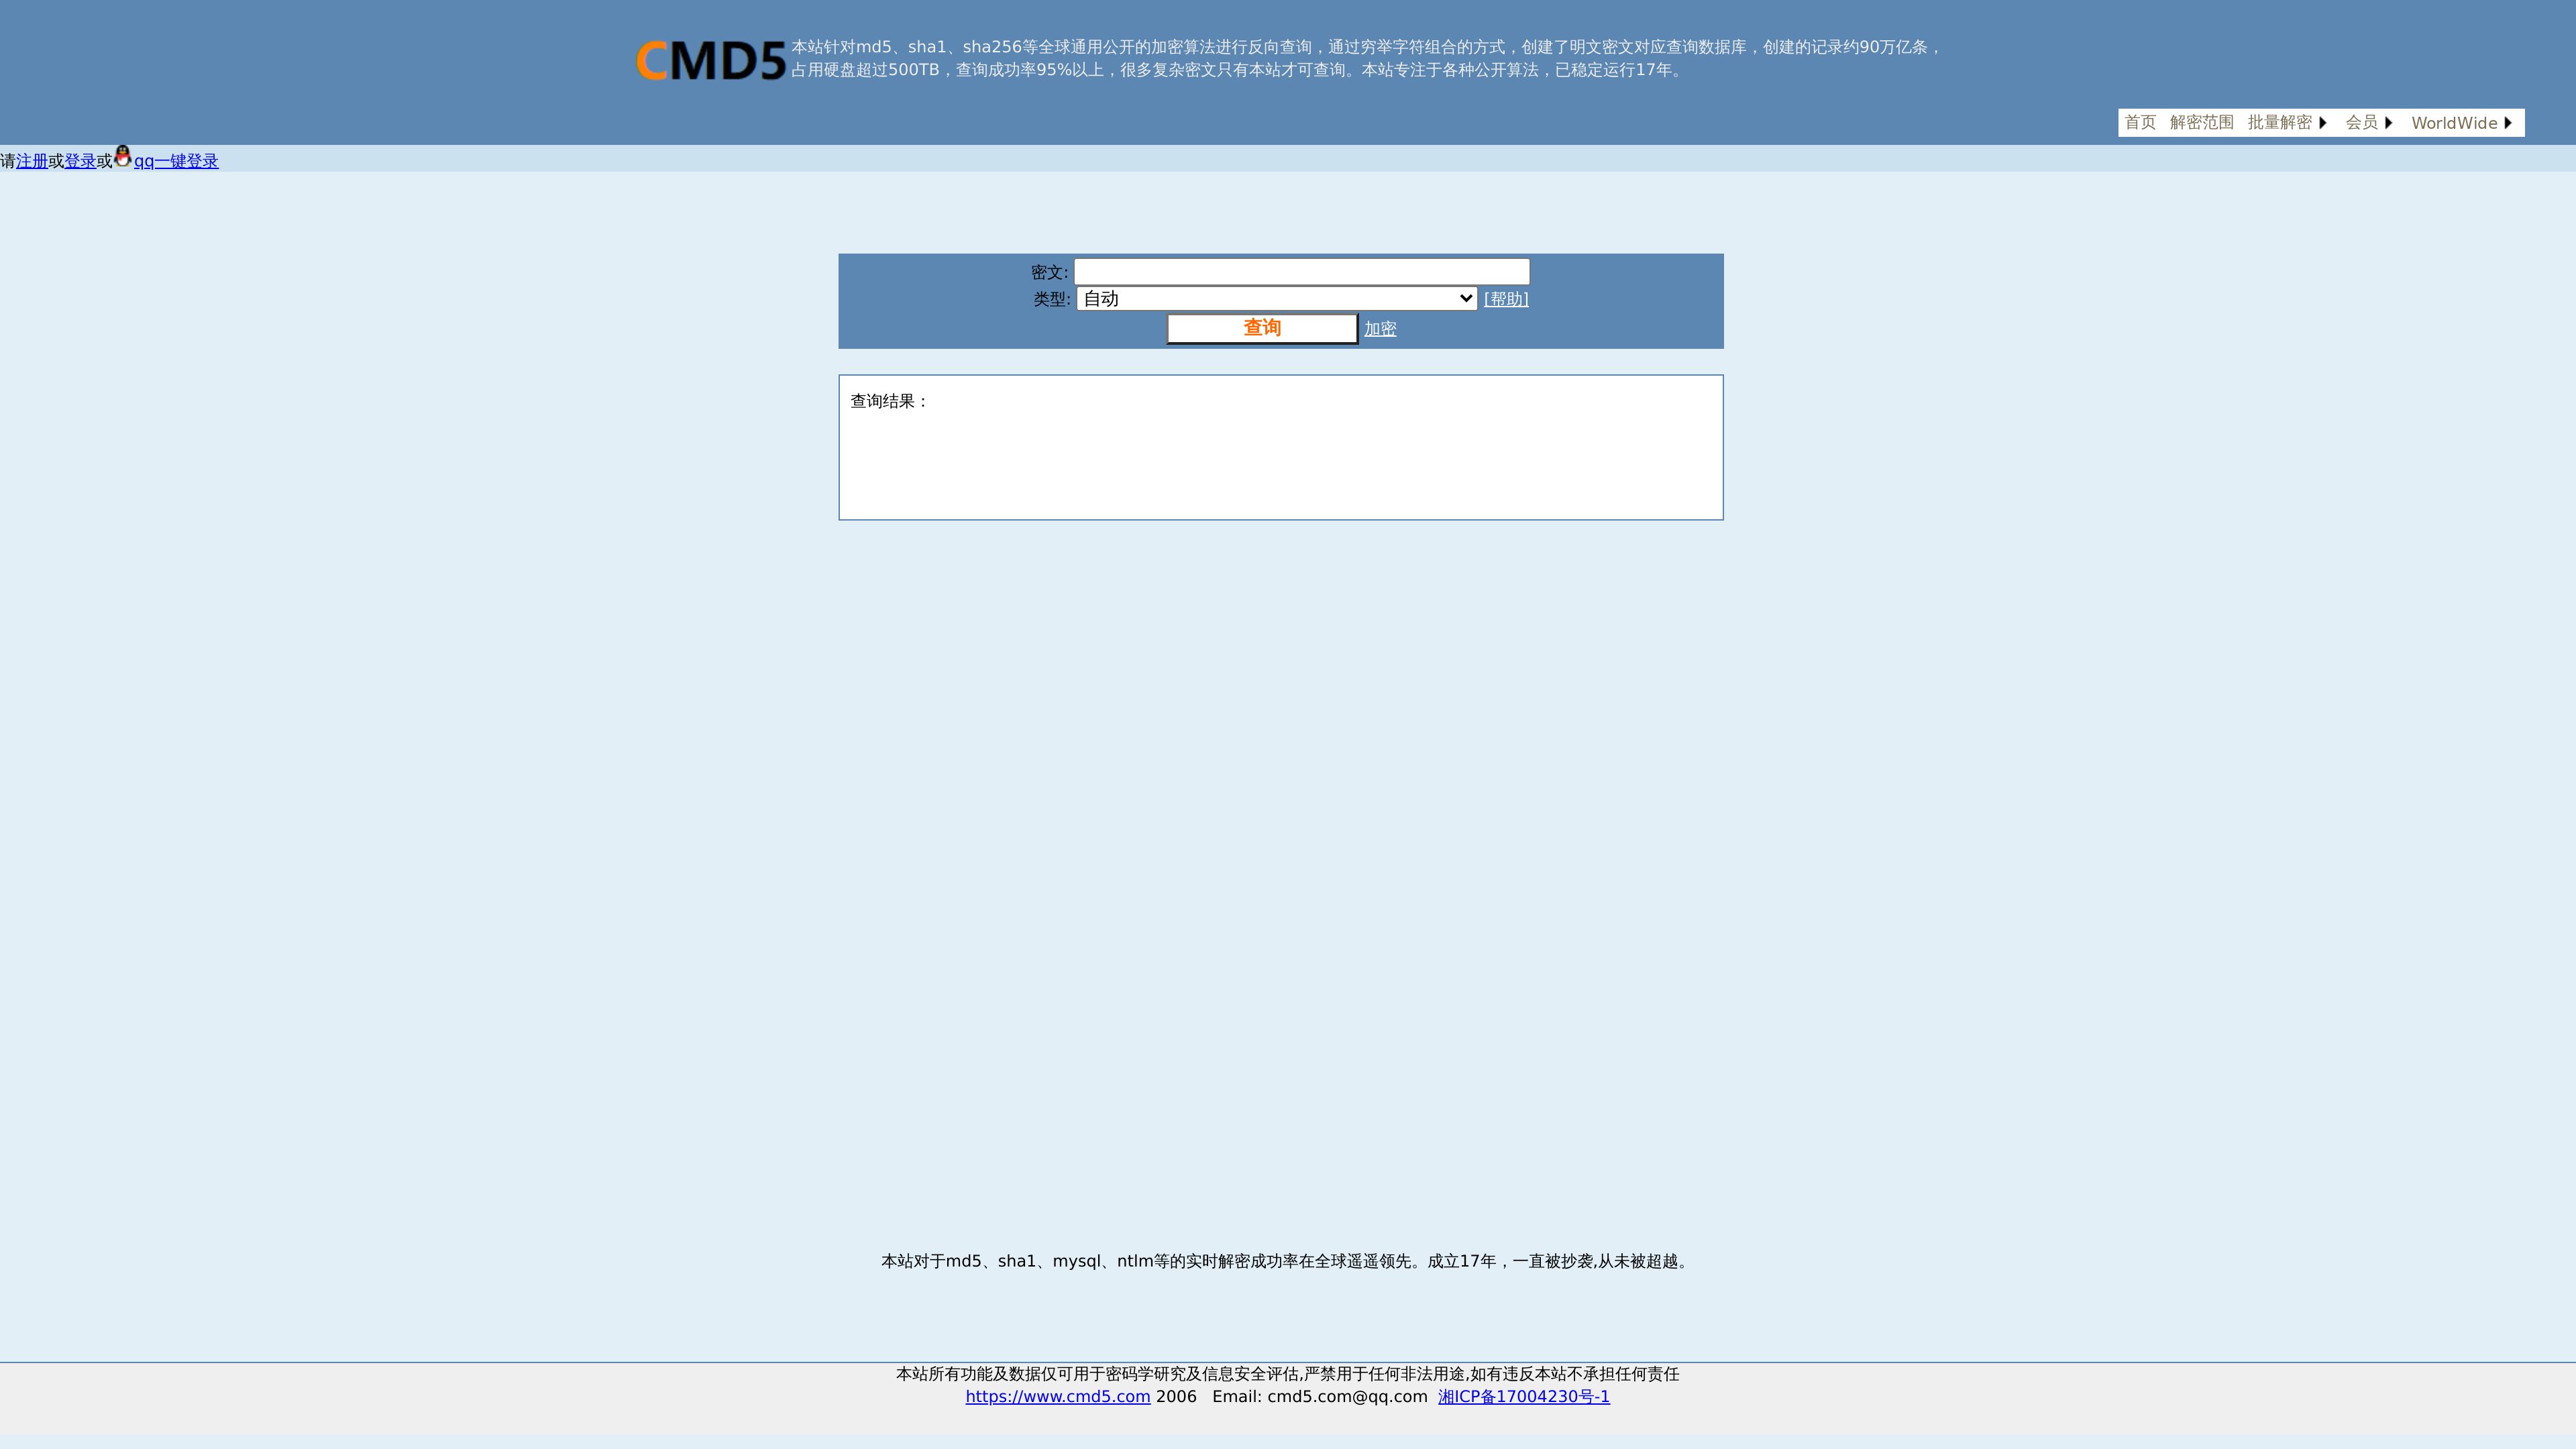 CMD5
本站针对md5、sha1、sha256等全球通用公开的加密算法进行反向查询，通过穷举字符组合的方式，创建了明文密文对应查询数据库，创建的记录约90万亿条，
占用硬盘超过500TB，查询成功率95%以上，很多复杂密文只有本站才可查询。本站专注于各种公开算法，已稳定运行17年。
首页 解密范围 批量解密 会员 WorldWide
请注册或登录或qq一键登录
密文:
类型: 自动 [帮助]
查询 加密
查询结果：
本站对于md5、sha1、mysql、ntlm等的实时解密成功率在全球遥遥领先。成立17年，一直被抄袭,从未被超越。
本站所有功能及数据仅可用于密码学研究及信息安全评估,严禁用于任何非法用途,如有违反本站不承担任何责任
https://www.cmd5.com 2006 Email: cmd5.com@qq.com 湘ICP备17004230号-1